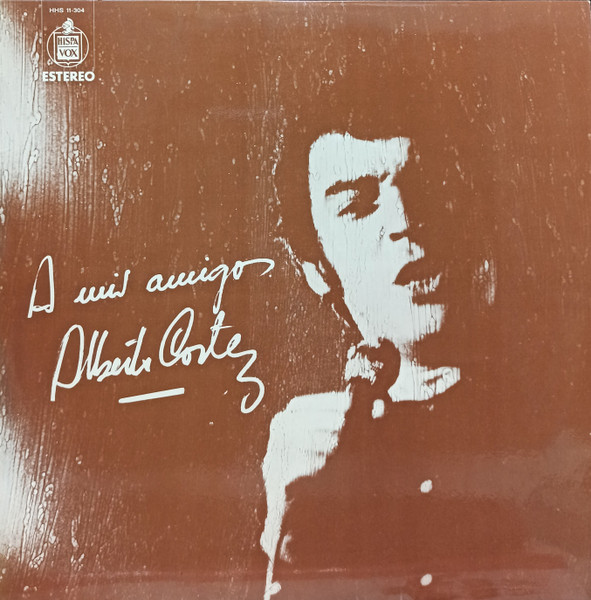 HHS 11-304
HISPA
VOX
ESTEREO
A mis amigos
Alberto Cortez